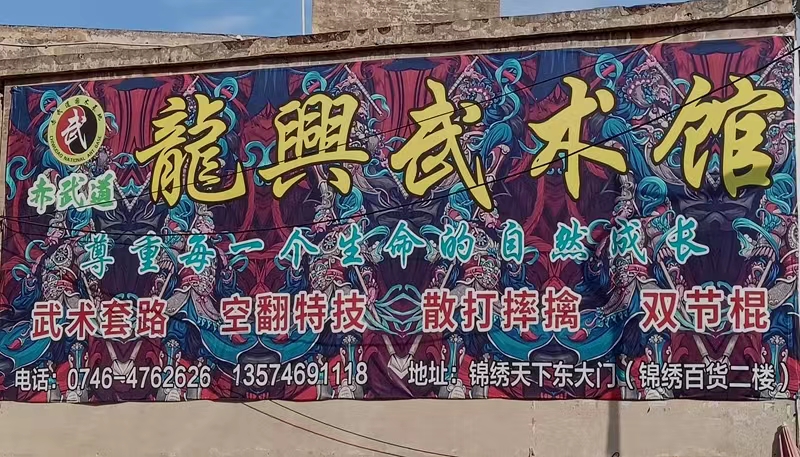 龍興武术馆
武
赤武道
尊重每一个生命的自然成长
武术套路 空翻特技 散打摔擒 双节棍
电话：0746-4762626 13574691118 地址：锦绣天下东大门（锦绣百货二楼）